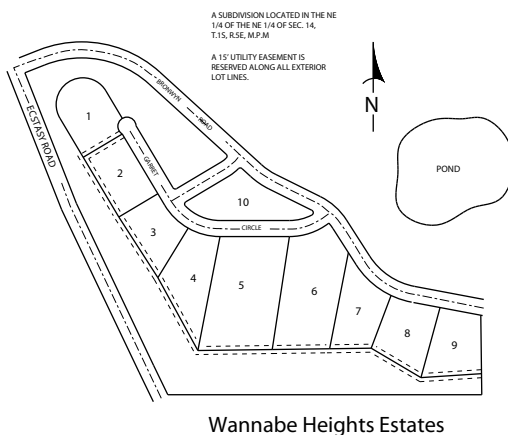 A SUBDIVISION LOCATED IN THE NE
1/4 OF THE NE 1/4 OF SEC. 14,
T.1S, R.5E, M.P.M
A 15' UTILITY EASEMENT IS
RESERVED ALONG ALL EXTERIOR
LOT LINES.
N
BRONWYN ROAD
ECSTASY ROAD
POND
GARNET
CIRCLE
1
2
3
4
5
6
7
8
9
10
Wannabe Heights Estates